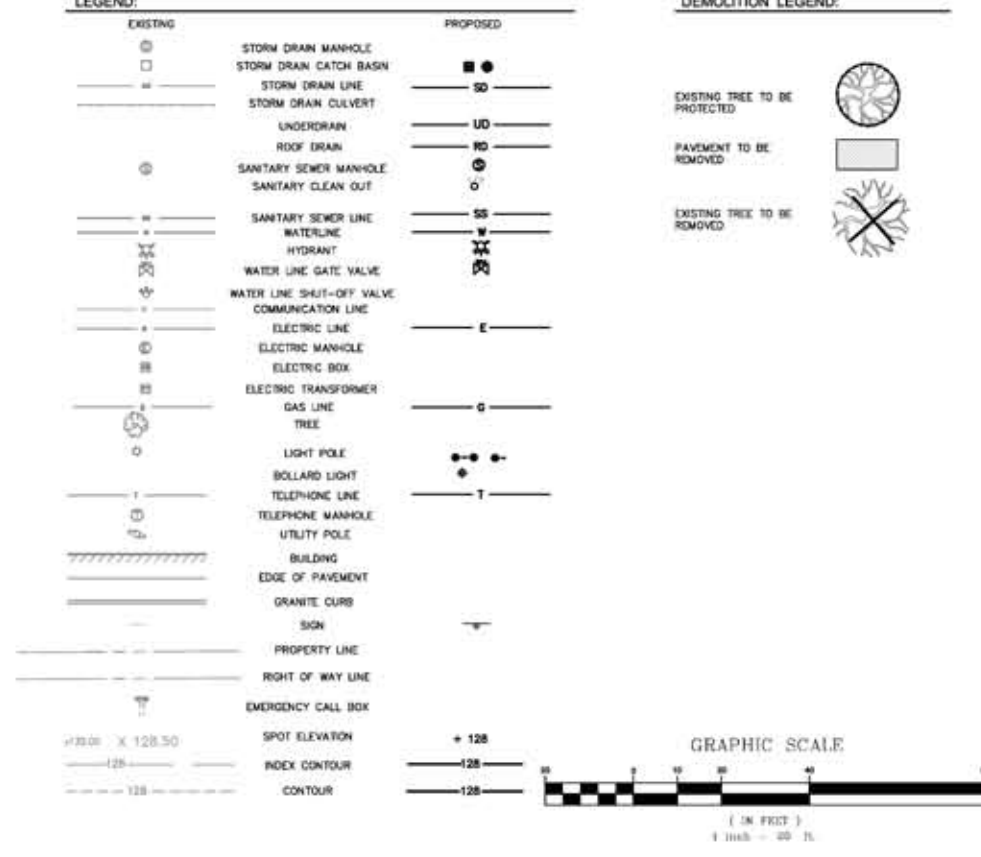 LEGEND:
EXISTING PROPOSED
STORM DRAIN MANHOLE
STORM DRAIN CATCH BASIN
STORM DRAIN LINE SD
STORM DRAIN CULVERT
UNDERDRAIN UD
ROOF DRAIN RD
S SANITARY SEWER MANHOLE S
SANITARY CLEAN OUT
SANITARY SEWER LINE SS
WATERLINE W
HYDRANT
WATER LINE GATE VALVE
WATER LINE SHUT-OFF VALVE
COMMUNICATION LINE
ELECTRIC LINE E
ELECTRIC MANHOLE
ELECTRIC BOX
ELECTRIC TRANSFORMER
GAS LINE G
TREE
LIGHT POLE
BOLLARD LIGHT
T TELEPHONE LINE T
TELEPHONE MANHOLE
UTILITY POLE
BUILDING
EDGE OF PAVEMENT
GRANITE CURB
SIGN
PROPERTY LINE
RIGHT OF WAY LINE
EMERGENCY CALL BOX
X 128.50 SPOT ELEVATION + 128
128 INDEX CONTOUR 128
128 CONTOUR 128
DEMOLITION LEGEND:
EXISTING TREE TO BE
PROTECTED
PAVEMENT TO BE
REMOVED
EXISTING TREE TO BE
REMOVED
GRAPHIC SCALE
0 10 40
( IN FEET )
1 inch = ft.